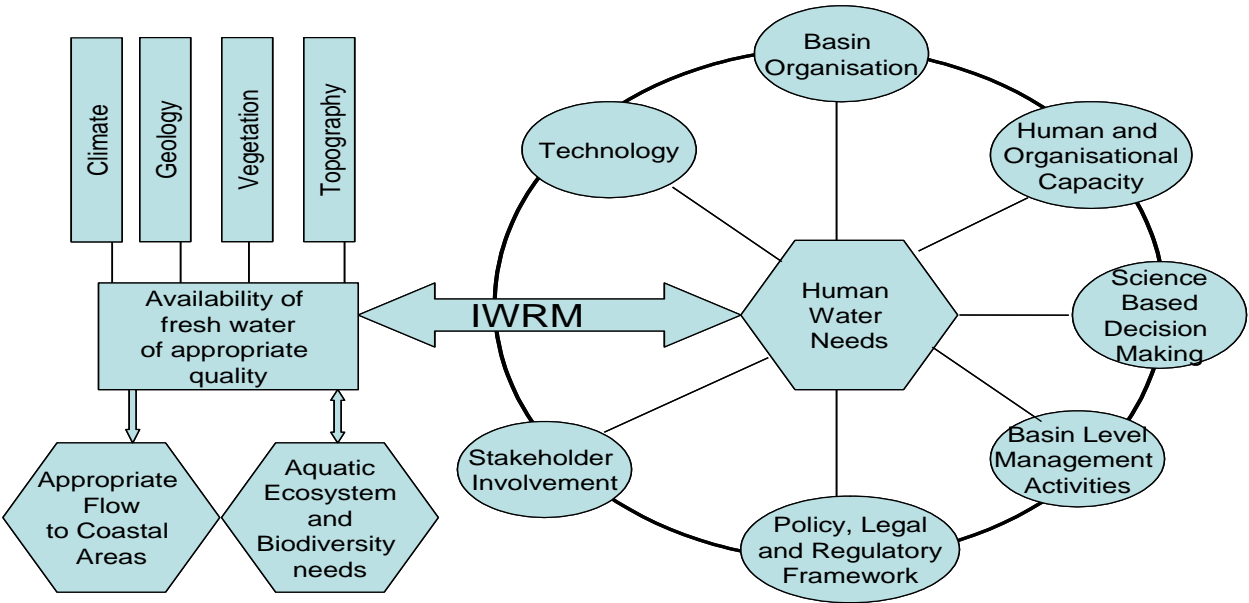 Climate
Geology
Vegetation
Topography
Availability of
fresh water
of appropriate
quality
Appropriate
Flow
to Coastal
Areas
Aquatic
Ecosystem
and
Biodiversity
needs
IWRM
Human
Water
Needs
Basin
Organisation
Human and
Organisational
Capacity
Science
Based
Decision
Making
Basin Level
Management
Activities
Policy, Legal
and Regulatory
Framework
Stakeholder
Involvement
Technology